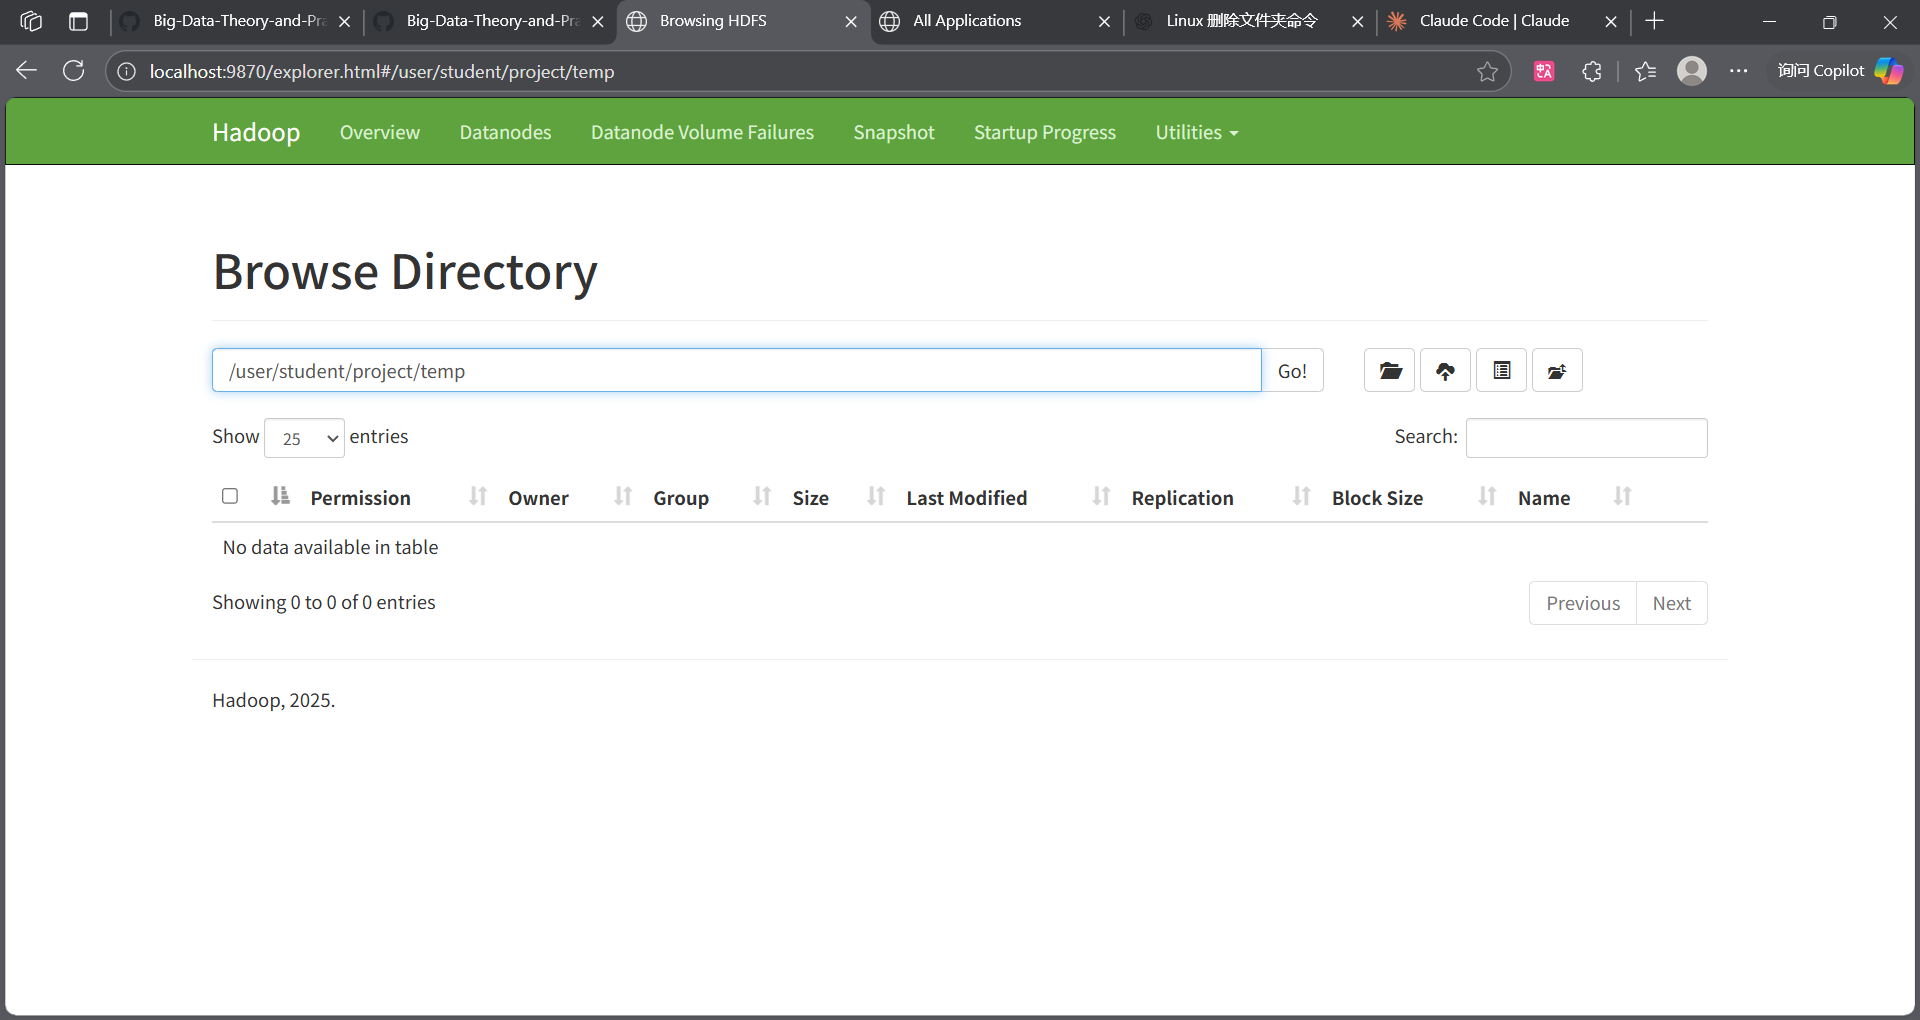 Big-Data-Theory-and-Pra
Big-Data-Theory-and-Pra
Browsing HDFS
All Applications
Linux 删除文件夹命令
Claude Code | Claude
localhost:9870/explorer.html#/user/student/project/temp
询问 Copilot
Hadoop Overview Datanodes Datanode Volume Failures Snapshot Startup Progress Utilities
Browse Directory
/user/student/project/temp Go!
Show 25 entries Search:
Permission Owner Group Size Last Modified Replication Block Size Name
No data available in table
Showing 0 to 0 of 0 entries Previous Next
Hadoop, 2025.